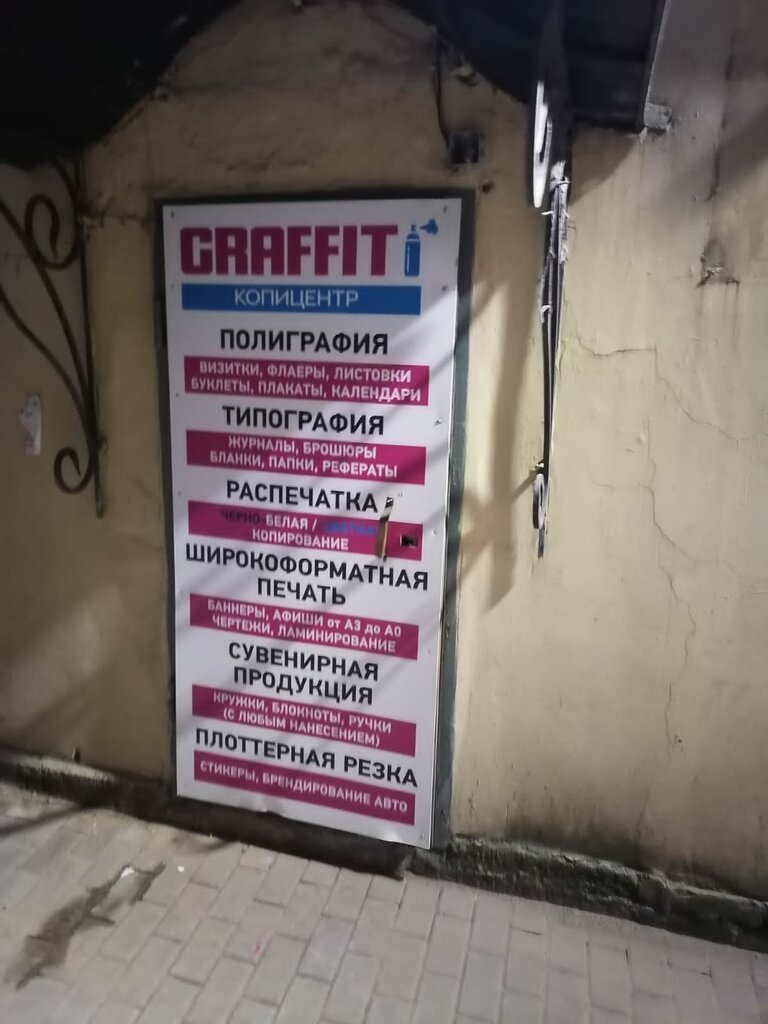 GRAFFIT
КОПИЦЕНТР
ПОЛИГРАФИЯ
ВИЗИТКИ, ФЛАЕРЫ, ЛИСТОВКИ
БУКЛЕТЫ, ПЛАКАТЫ, КАЛЕНДАРИ
ТИПОГРАФИЯ
ЖУРНАЛЫ, БРОШЮРЫ
БЛАНКИ, ПАПКИ, РЕФЕРАТЫ
РАСПЕЧАТКА
ЧЕРНО-БЕЛАЯ /
КОПИРОВАНИЕ
ШИРОКОФОРМАТНАЯ
ПЕЧАТЬ
БАННЕРЫ, АФИШИ от А3 до А0
ЧЕРТЕЖИ, ЛАМИНИРОВАНИЕ
СУВЕНИРНАЯ
ПРОДУКЦИЯ
КРУЖКИ, БЛОКНОТЫ, РУЧКИ
(С ЛЮБЫМ НАНЕСЕНИЕМ)
ПЛОТТЕРНАЯ РЕЗКА
СТИКЕРЫ, БРЕНДИРОВАНИЕ АВТО